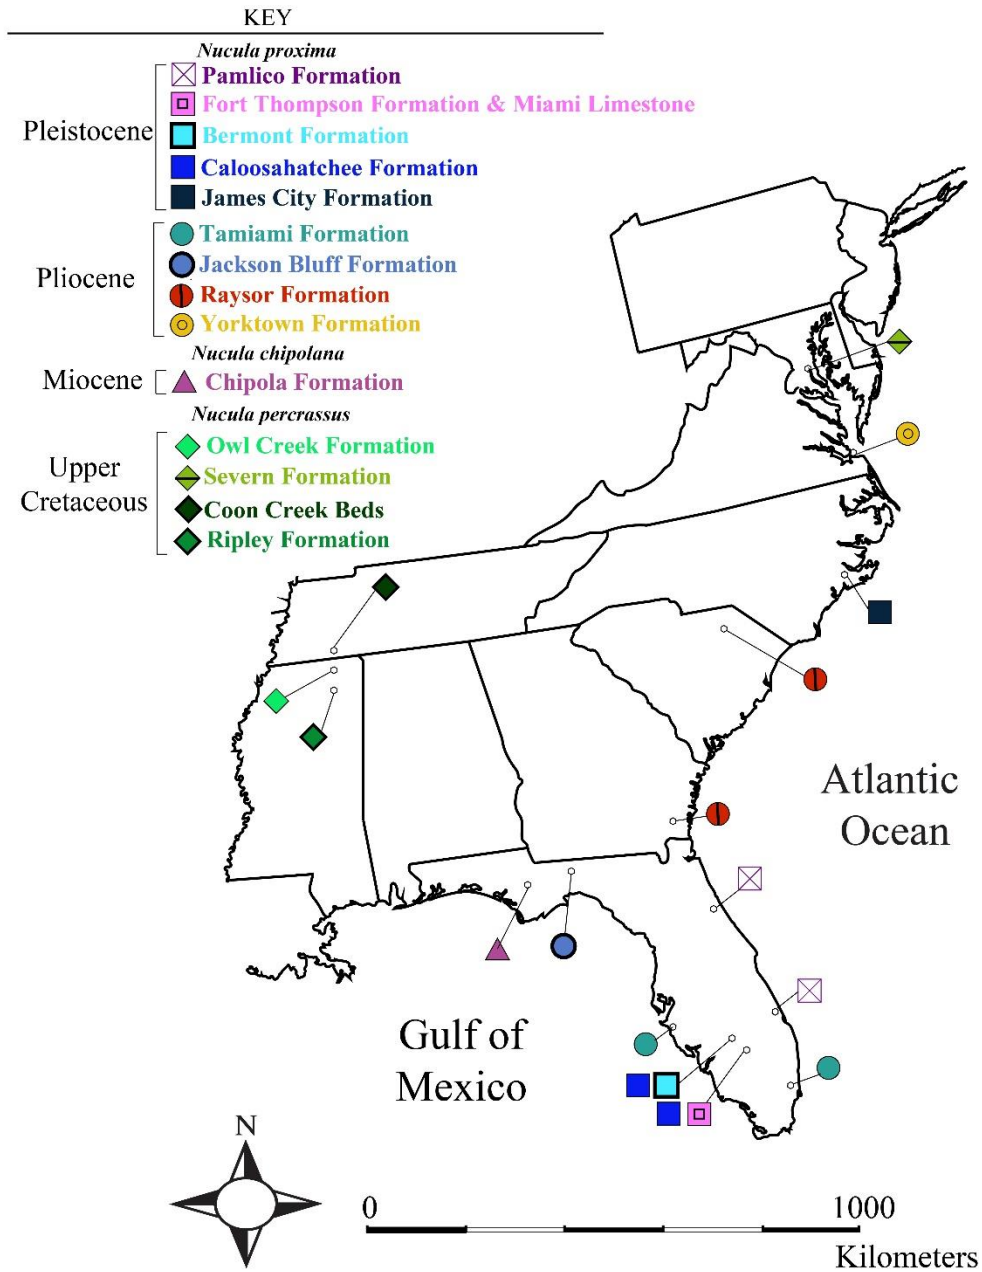 KEY
Nucula proxima
Pleistocene
Pamlico Formation
Fort Thompson Formation & Miami Limestone
Bermont Formation
Caloosahatchee Formation
James City Formation
Pliocene
Tamiami Formation
Jackson Bluff Formation
Raysor Formation
Yorktown Formation
Nucula chipolana
Miocene
Chipola Formation
Nucula percrassus
Upper
Cretaceous
Owl Creek Formation
Severn Formation
Coon Creek Beds
Ripley Formation
Atlantic
Ocean
Gulf of
Mexico
N
0
1000
Kilometers